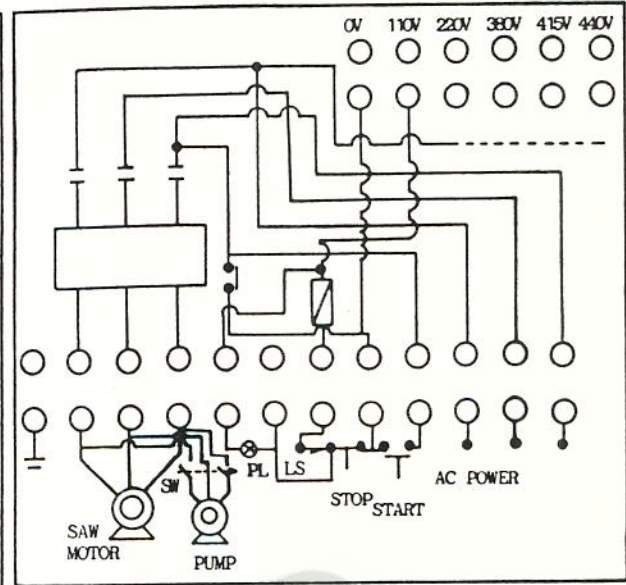 0V 110V 220V 380V 415V 440V
SW
PL
LS
STOP
START
AC POWER
SAW
MOTOR
PUMP